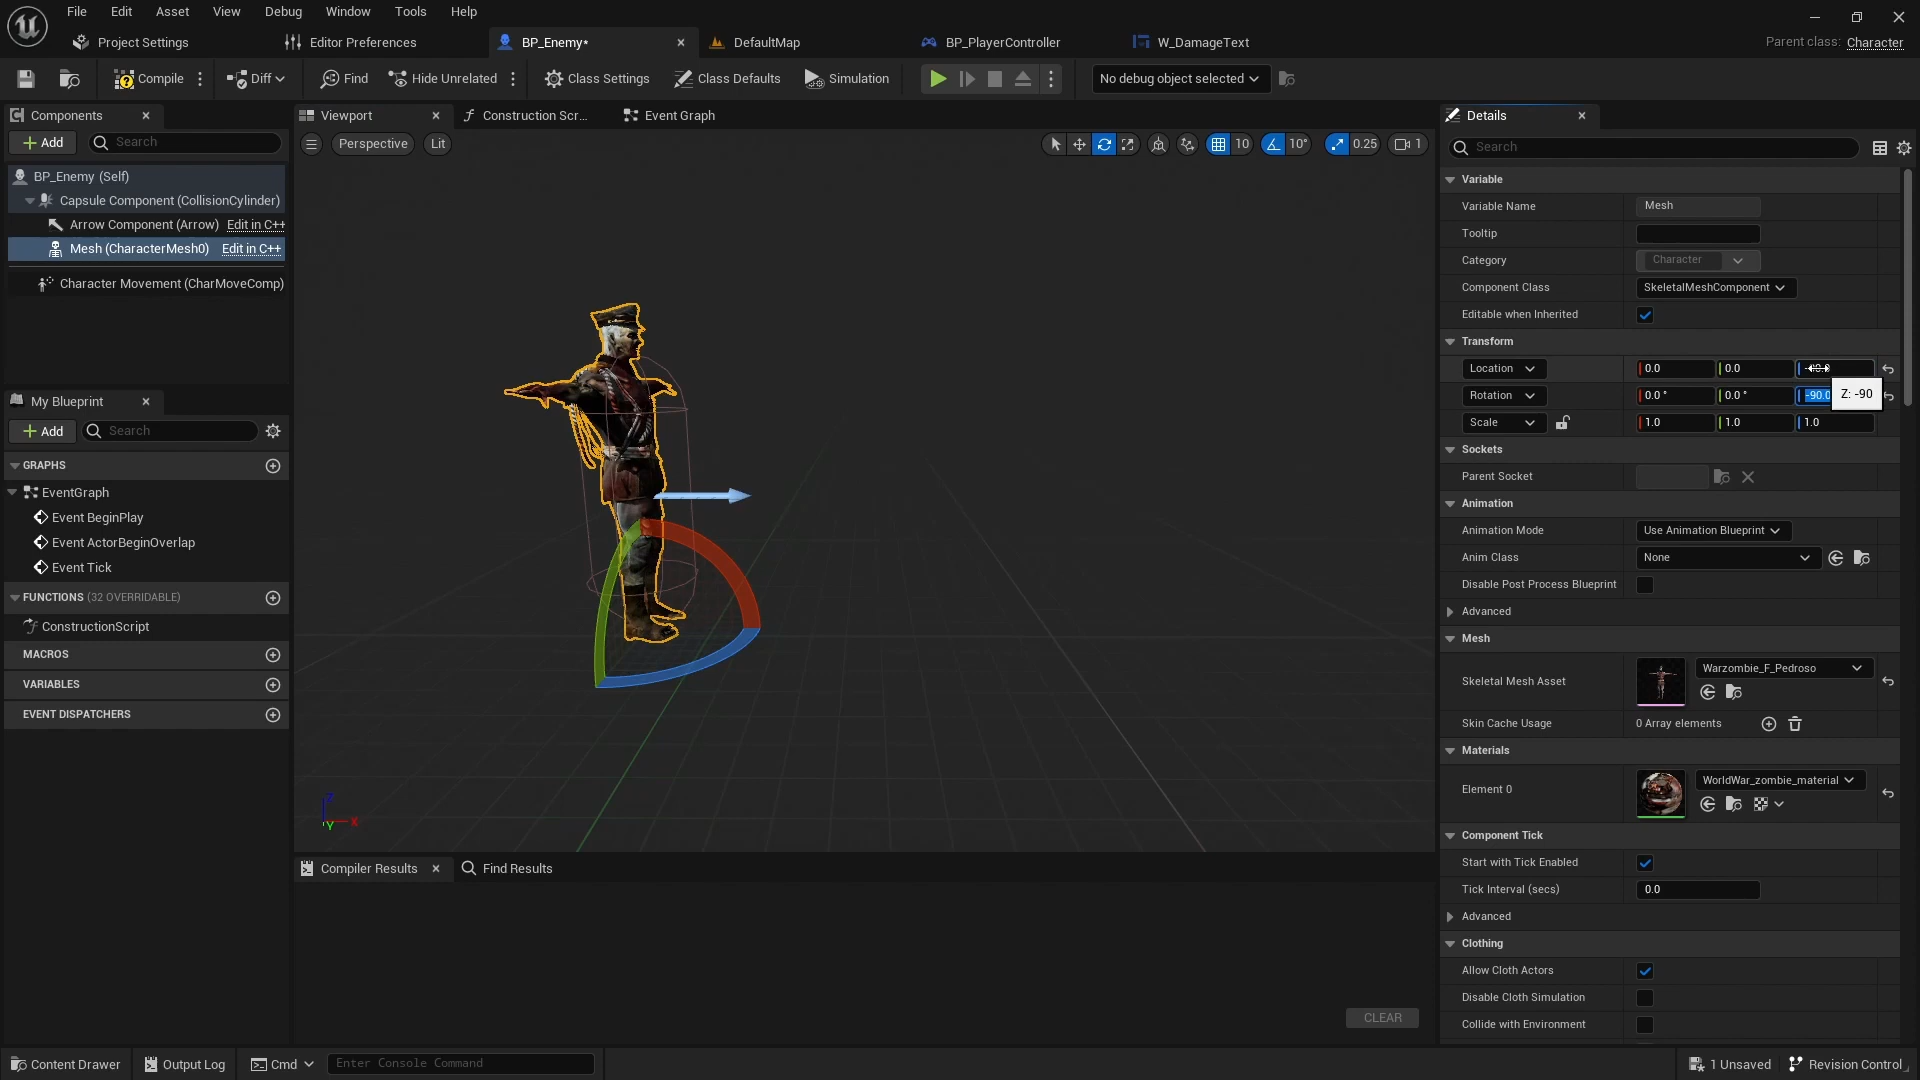 File Edit Asset View Debug Window Tools Help
Project Settings Editor Preferences BP_Enemy* DefaultMap BP_PlayerController W_DamageText Parent class: Character
Compile Diff Find Hide Unrelated Class Settings Class Defaults Simulation No debug object selected
Components
Add Search
BP_Enemy (Self)
Capsule Component (CollisionCylinder)
Arrow Component (Arrow) Edit in C++
Mesh (CharacterMesh0) Edit in C++
Character Movement (CharMoveComp)
My Blueprint
Add Search
GRAPHS
EventGraph
Event BeginPlay
Event ActorBeginOverlap
Event Tick
FUNCTIONS (32 OVERRIDABLE)
ConstructionScript
MACROS
VARIABLES
EVENT DISPATCHERS
Viewport Construction Scr... Event Graph
Perspective Lit 10 10° 0.25 1
Z
X
Y
Compiler Results Find Results
CLEAR
Details
Search
Variable
Variable Name Mesh
Tooltip
Category Character
Component Class SkeletalMeshComponent
Editable when Inherited
Transform
Location 0.0 0.0
Rotation 0.0 ° 0.0 ° -90.0
Z: -90
Scale 1.0 1.0 1.0
Sockets
Parent Socket
Animation
Animation Mode Use Animation Blueprint
Anim Class None
Disable Post Process Blueprint
Advanced
Mesh
Skeletal Mesh Asset Warzombie_F_Pedroso
Skin Cache Usage 0 Array elements
Materials
Element 0 WorldWar_zombie_material
Component Tick
Start with Tick Enabled
Tick Interval (secs) 0.0
Advanced
Clothing
Allow Cloth Actors
Disable Cloth Simulation
Collide with Environment
Content Drawer Output Log Cmd Enter Console Command 1 Unsaved Revision Control